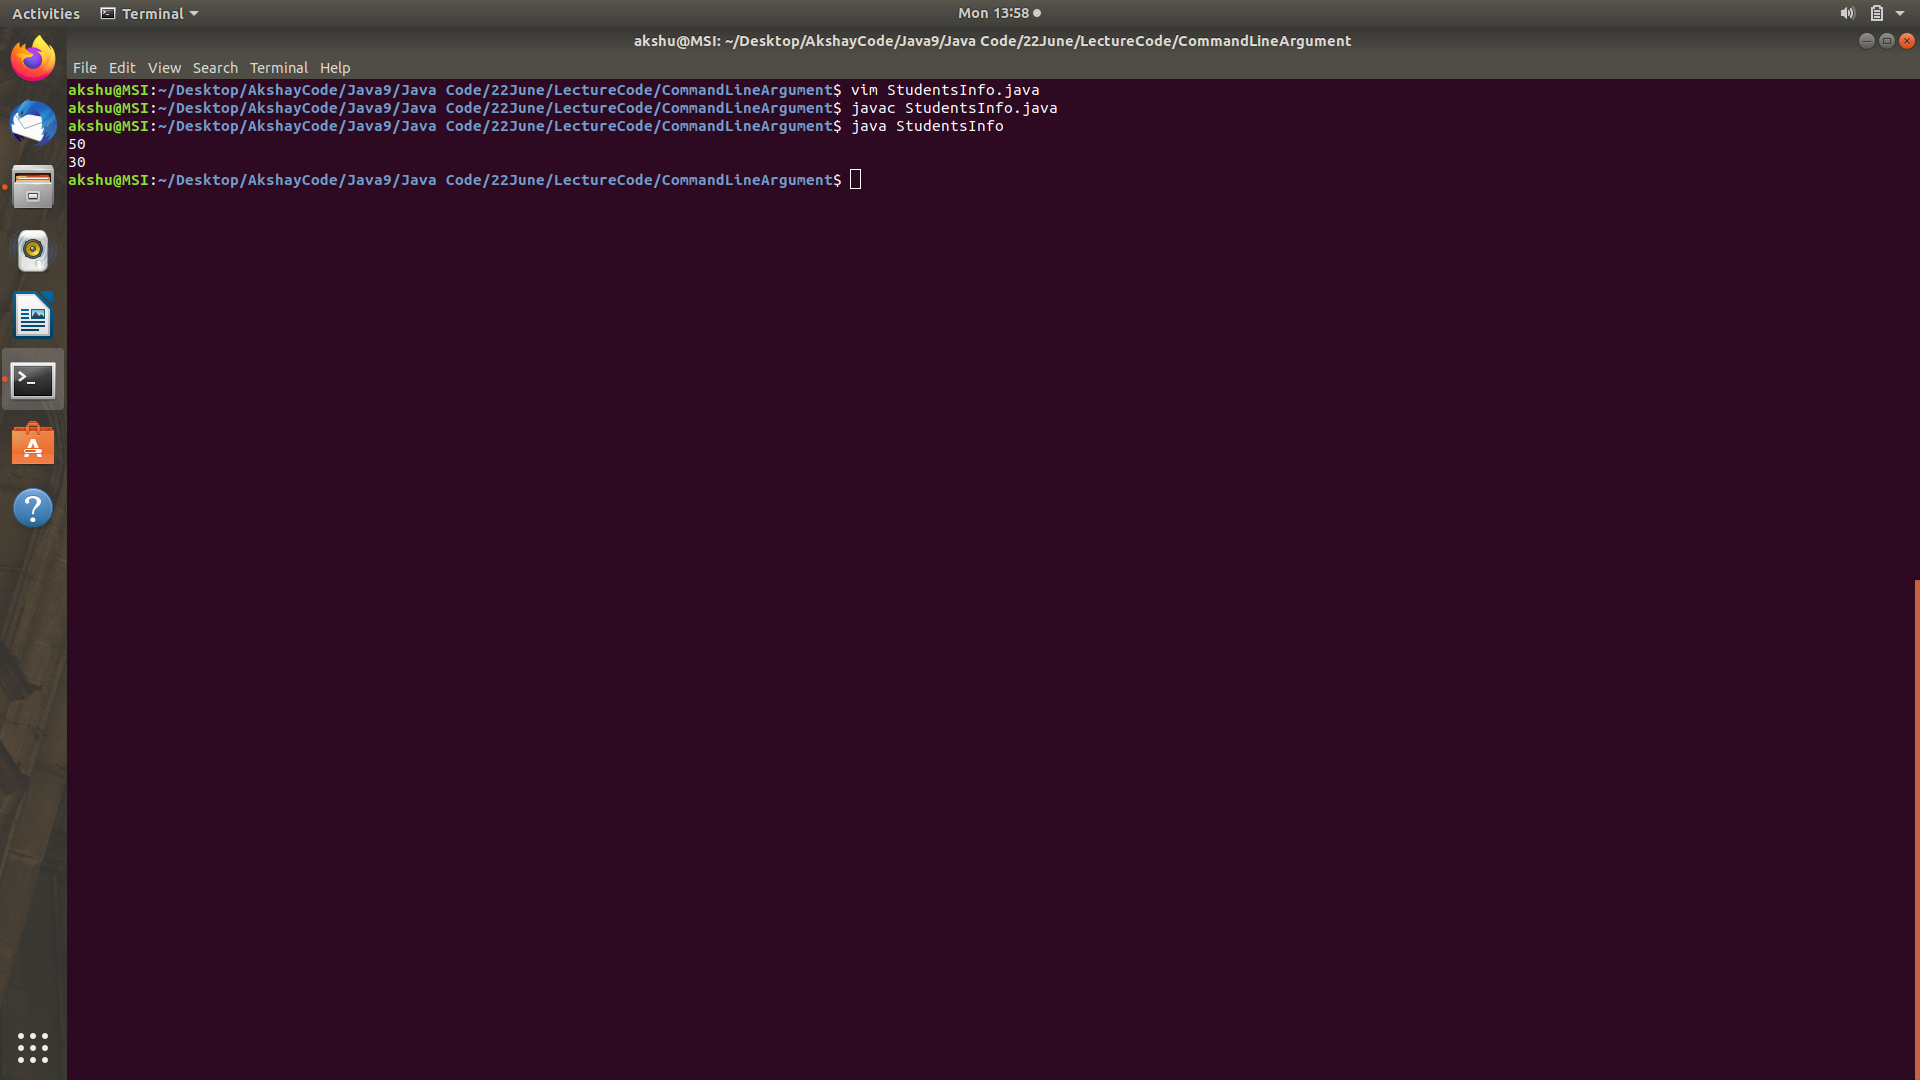 Activities Terminal Mon 13:58
akshu@MSI: ~/Desktop/AkshayCode/Java9/Java Code/22June/LectureCode/CommandLineArgument
File Edit View Search Terminal Help
akshu@MSI:~/Desktop/AkshayCode/Java9/Java Code/22June/LectureCode/CommandLineArgument$ vim StudentsInfo.java
akshu@MSI:~/Desktop/AkshayCode/Java9/Java Code/22June/LectureCode/CommandLineArgument$ javac StudentsInfo.java
akshu@MSI:~/Desktop/AkshayCode/Java9/Java Code/22June/LectureCode/CommandLineArgument$ java StudentsInfo
50
30
akshu@MSI:~/Desktop/AkshayCode/Java9/Java Code/22June/LectureCode/CommandLineArgument$